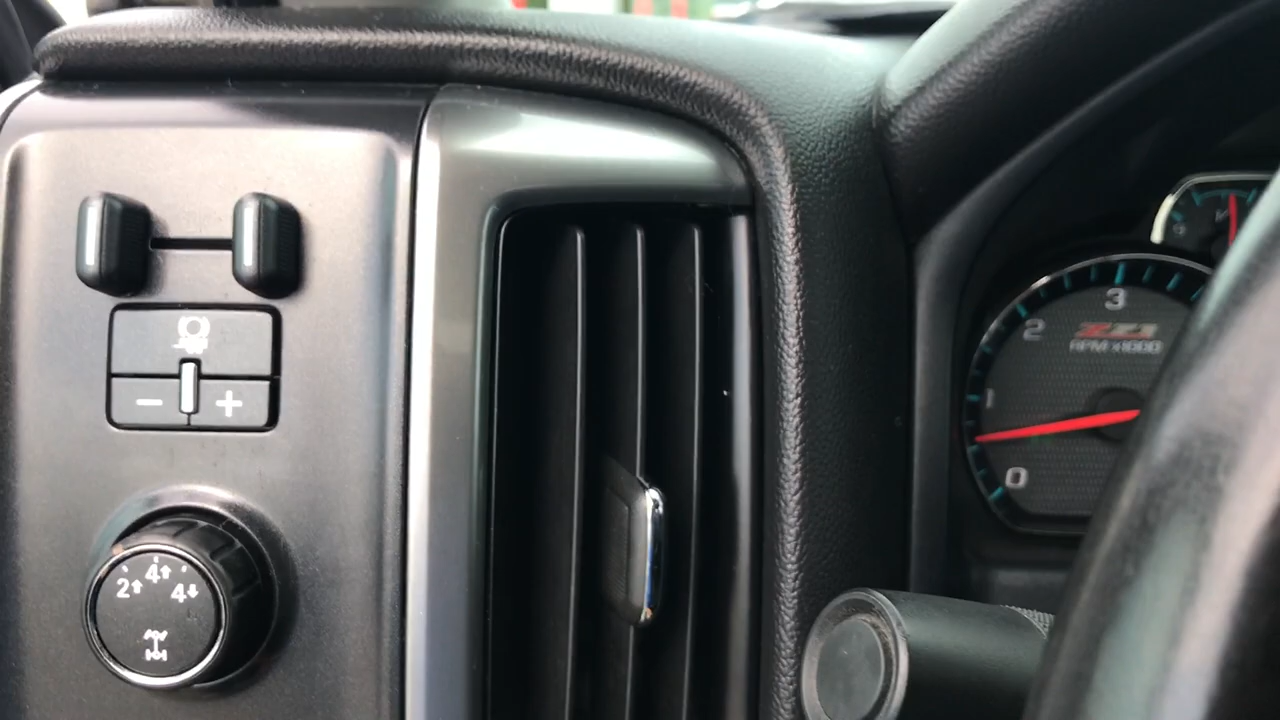 − +
2↑ 4↑ 4↓
3
2
Z71
RPM x1000
1
0